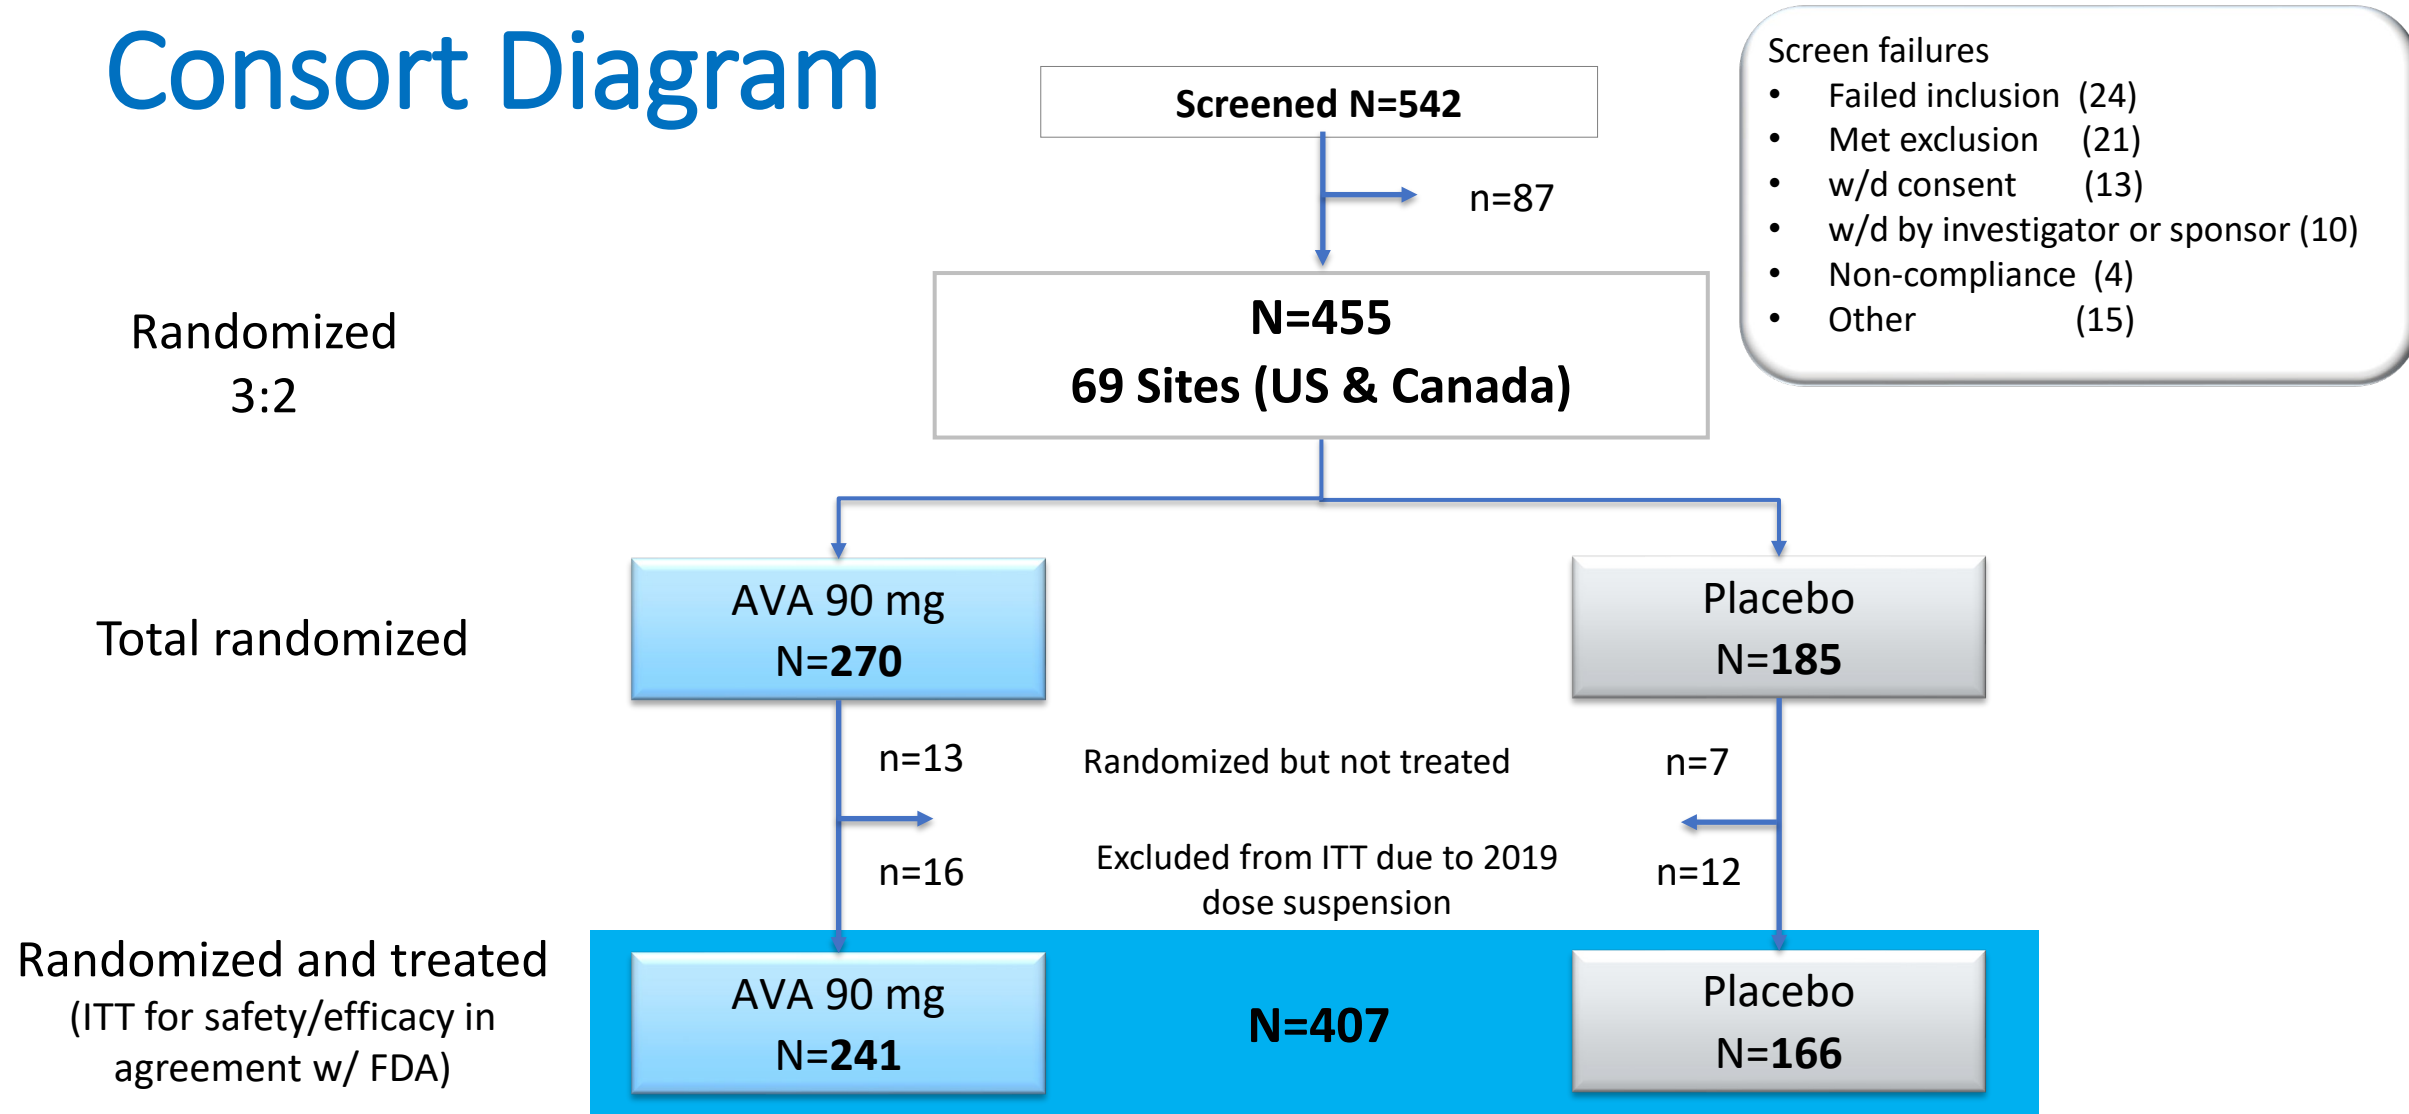 Consort Diagram
Screened N=542
n=87
Screen failures
• Failed inclusion (24)
• Met exclusion (21)
• w/d consent (13)
• w/d by investigator or sponsor (10)
• Non-compliance (4)
• Other (15)
Randomized
3:2
N=455
69 Sites (US & Canada)
Total randomized
AVA 90 mg
N=270
Placebo
N=185
n=13
Randomized but not treated
n=7
n=16
Excluded from ITT due to 2019
dose suspension
n=12
Randomized and treated
(ITT for safety/efficacy in
agreement w/ FDA)
AVA 90 mg
N=241
N=407
Placebo
N=166